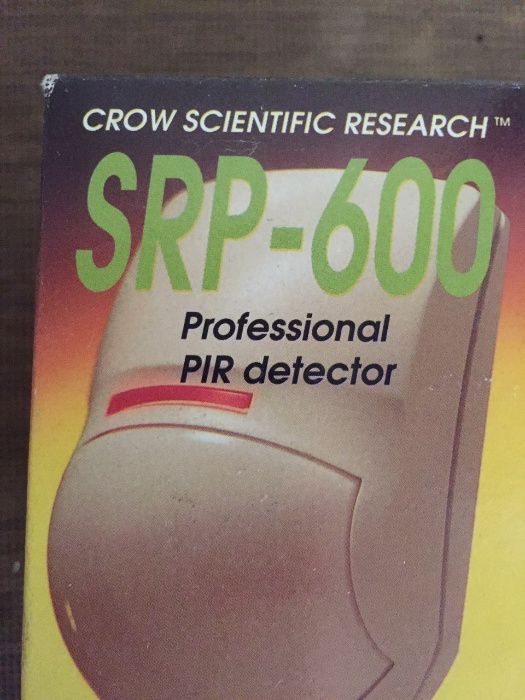 CROW SCIENTIFIC RESEARCH™
SRP-600
Professional
PIR detector